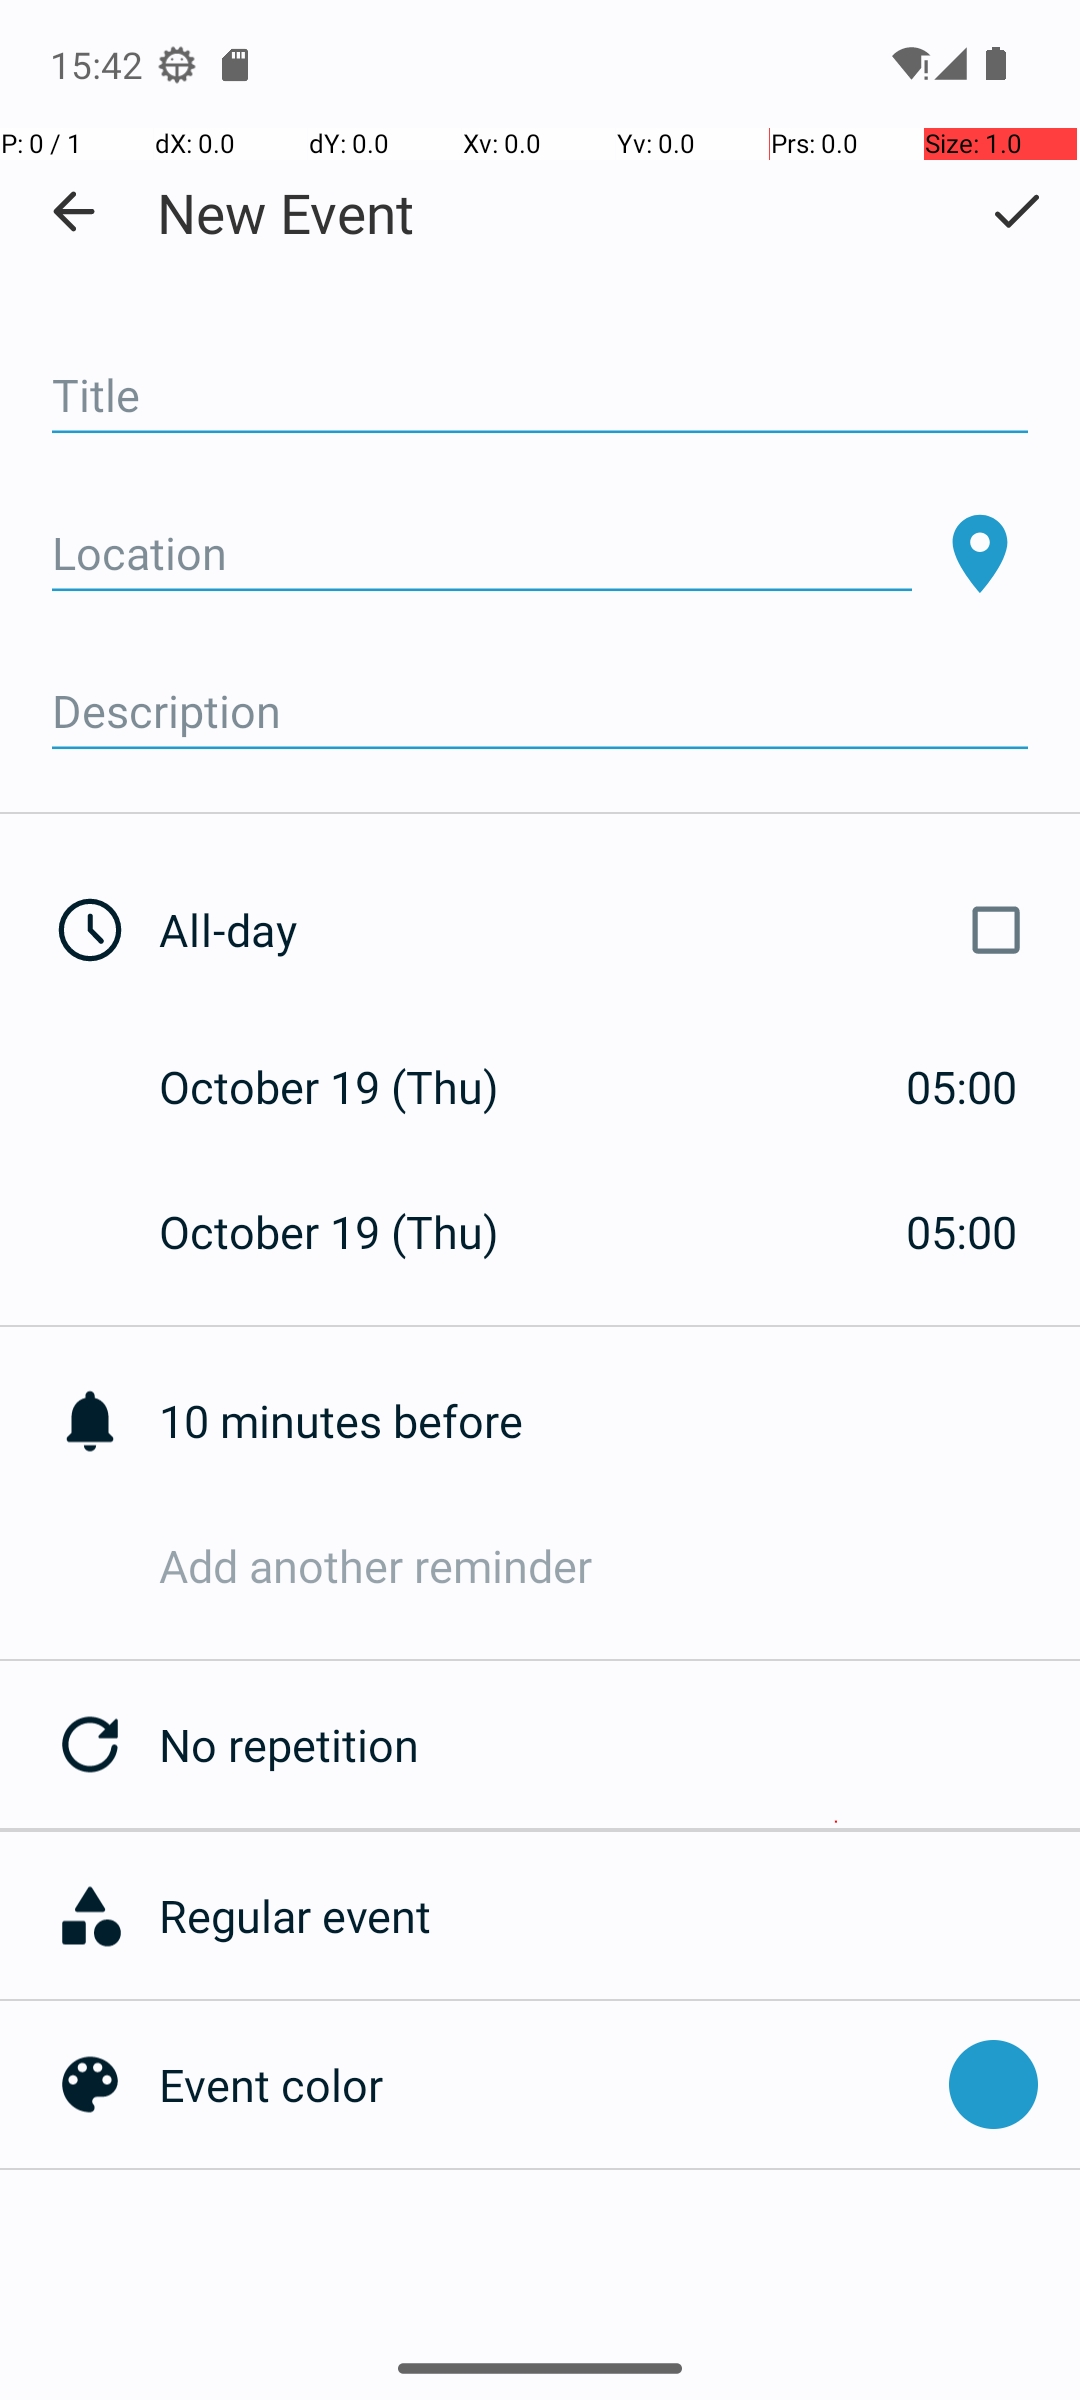 15:42
P: 0 / 1 dX: 0.0 dY: 0.0 Xv: 0.0 Yv: 0.0 Prs: 0.0 Size: 1.0
New Event
Title
Location
Description
All-day
October 19 (Thu) 05:00
October 19 (Thu) 05:00
10 minutes before
Add another reminder
No repetition
Regular event
Event color